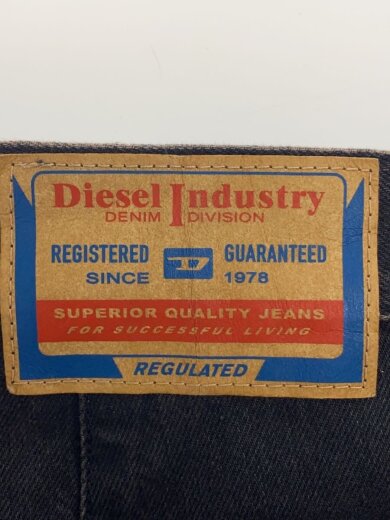 Diesel Industry
DENIM DIVISION
REGISTERED D GUARANTEED
SINCE 1978
SUPERIOR QUALITY JEANS
FOR SUCCESSFUL LIVING
REGULATED